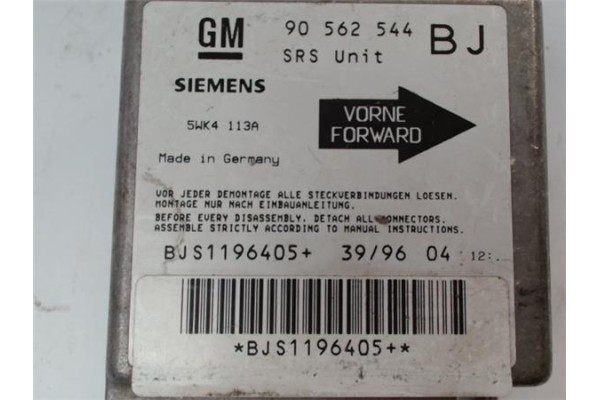 GM 90 562 544 BJ
SRS Unit
SIEMENS
VORNE
FORWARD
5WK4 113A
Made in Germany
VOR JEDER DEMONTAGE ALLE STECKVERBINDUNGEN LOESEN.
MONTAGE NUR NACH EINBAUANLEITUNG.
BEFORE EVERY DISASSEMBLY, DETACH ALL CONNECTORS.
ASSEMBLE STRICTLY ACCORDING TO MANUAL INSTRUCTIONS.
BJS1196405+ 39/96 04 12:
*BJS1196405+*